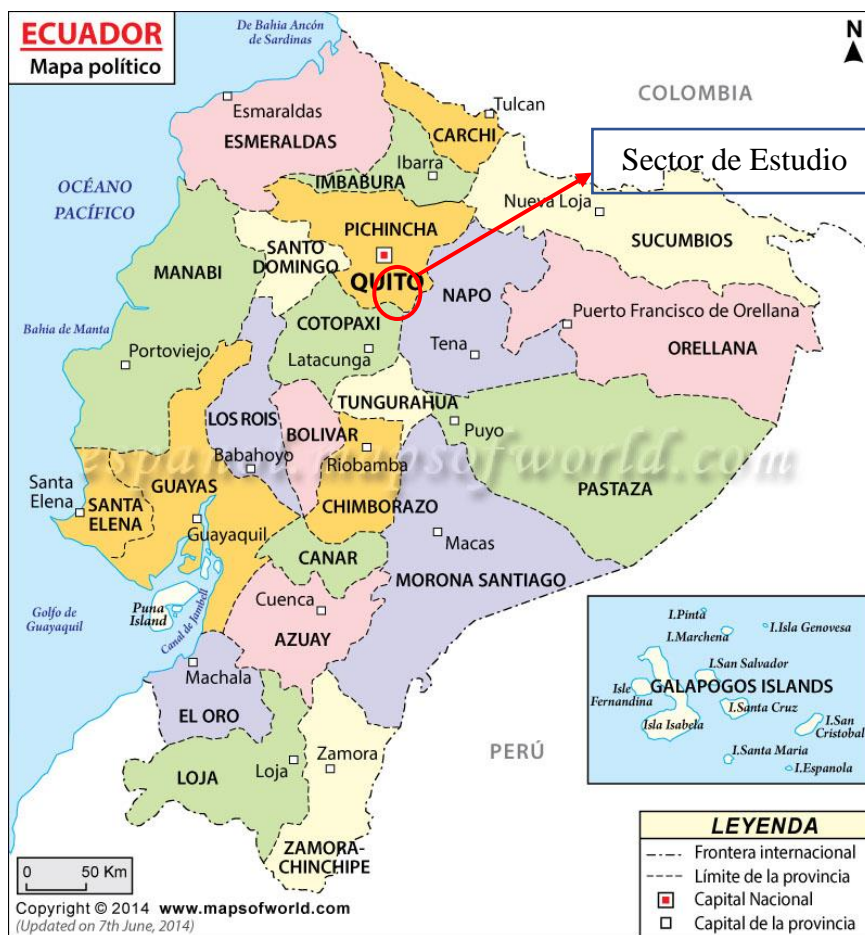 ECUADOR
Mapa político
De Bahia Ancón
de Sardinas
N
COLOMBIA
Esmaraldas
ESMERALDAS
Tulcan
CARCHI
Ibarra
IMBABURA
Sector de Estudio
OCÉANO
PACÍFICO
Nueva Loja
SUCUMBIOS
PICHINCHA
SANTO
DOMINGO
QUITO
MANABI
NAPO
COTOPAXI
Bahia de Manta
Portoviejo
Latacunga
Tena
Puerto Francisco de Orellana
ORELLANA
TUNGURAHUA
LOS ROIS
BOLIVAR
Puyo
Babahoyo
Riobamba
espanol.mapsofworld.com
Santa
Elena
SANTA
ELENA
GUAYAS
CHIMBORAZO
PASTAZA
Guayaquil
Macas
CANAR
MORONA SANTIAGO
Puna
Island
Golfo de
Guayaquil
Canal de Jambeli
Cuenca
AZUAY
Machala
EL ORO
I.Pinta
I.Marchena
I.Isla Genovesa
I.San Salvador
Isle
Fernandina
GALAPOGOS ISLANDS
I.Santa Cruz
Isla Isabela
I.San
Cristobal
I.Santa Maria
I.Espanola
PERÚ
LOJA
Loja
Zamora
ZAMORA-
CHINCHIPE
0 50 Km
LEYENDA
Frontera internacional
Límite de la provincia
Capital Nacional
Capital de la provincia
Copyright © 2014 www.mapsofworld.com
(Updated on 7th June, 2014)